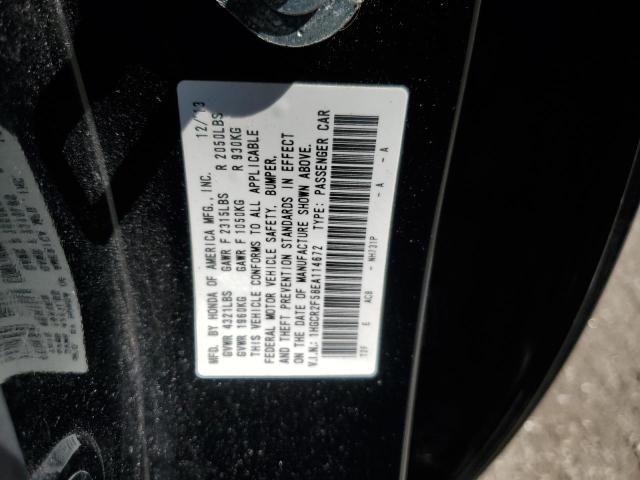 MFD. BY HONDA OF AMERICA MFG., INC. 12/13
GVWR 4321LBS GAWR F 2315LBS R 2050LBS
GVWR 1960KG GAWR F 1050KG R 930KG
THIS VEHICLE CONFORMS TO ALL APPLICABLE
FEDERAL MOTOR VEHICLE SAFETY, BUMPER,
AND THEFT PREVENTION STANDARDS IN EFFECT
ON THE DATE OF MANUFACTURE SHOWN ABOVE.
V.I.N.: 1HGCR2F58EA114672 TYPE: PASSENGER CAR
T2F E AC8 - NH731P - A - A